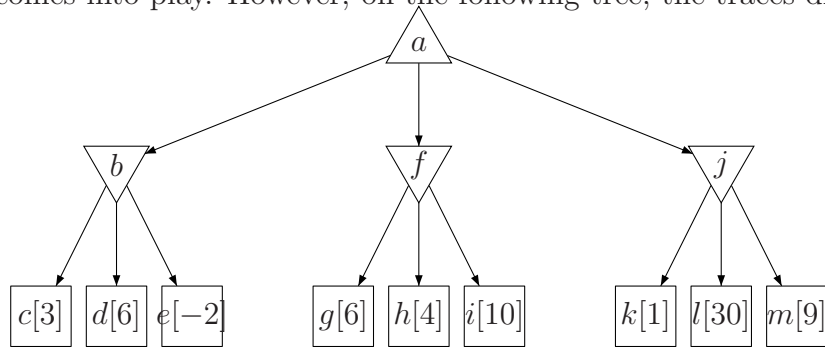 comes into play. However, on the following tree, the traces di
a
b f j
c[3] d[6] e[−2] g[6] h[4] i[10] k[1] l[30] m[9]